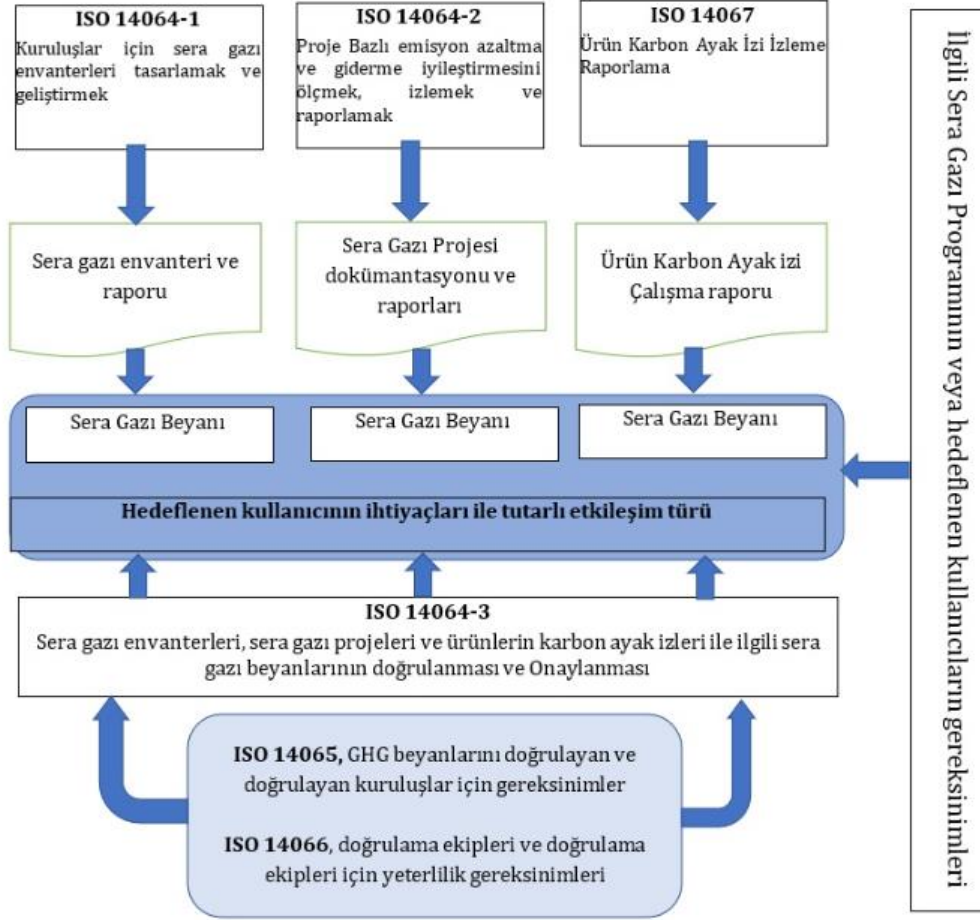 ISO 14064-1
Kuruluşlar için sera gazı
envanterleri tasarlamak ve
geliştirmek
ISO 14064-2
Proje Bazlı emisyon azaltma
ve giderme iyileştirmesini
ölçmek, izlemek ve
raporlamak
ISO 14067
Ürün Karbon Ayak İzi İzleme
Raporlama
Sera gazı envanteri ve
raporu
Sera Gazı Projesi
dokümantasyonu ve
raporları
Ürün Karbon Ayak izi
Çalışma raporu
Sera Gazı Beyanı
Sera Gazı Beyanı
Sera Gazı Beyanı
Hedeflenen kullanıcının ihtiyaçları ile tutarlı etkileşim türü
ISO 14064-3
Sera gazı envanterleri, sera gazı projeleri ve ürünlerin karbon ayak izleri ile ilgili sera
gazı beyanlarının doğrulanması ve Onaylanması
ISO 14065, GHG beyanlarını doğrulayan ve
doğrulayan kuruluşlar için gereksinimler
ISO 14066, doğrulama ekipleri ve doğrulama
ekipleri için yeterlilik gereksinimleri
İlgili Sera Gazı Programının veya hedeflenen kullanıcıların gereksinimleri